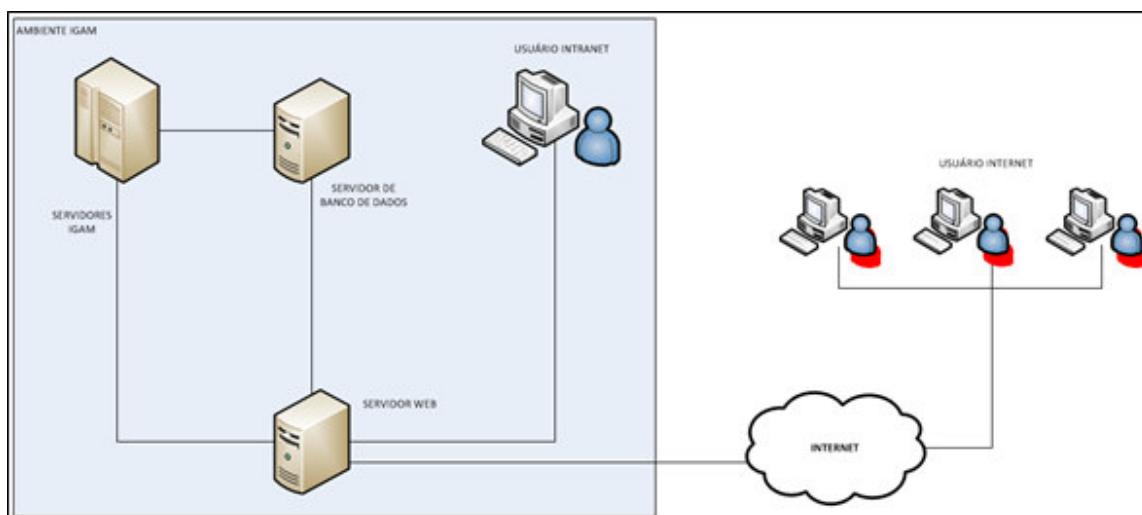 AMBIENTE IGAM
USUÁRIO INTRANET
USUÁRIO INTERNET
SERVIDORES
IGAM
SERVIDOR DE
BANCO DE DADOS
SERVIDOR WEB
INTERNET